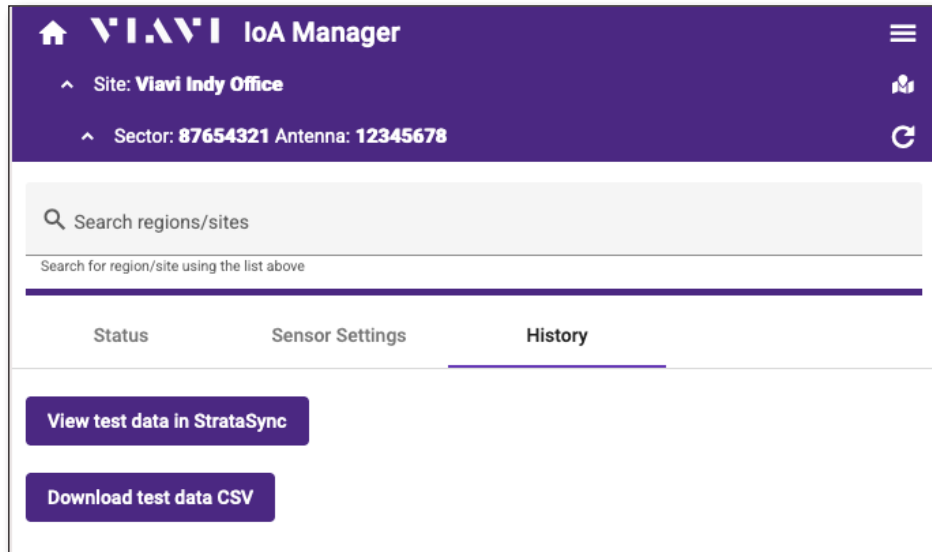 VIAVI IoA Manager
Site: Viavi Indy Office
Sector: 87654321 Antenna: 12345678
Search regions/sites
Search for region/site using the list above
Status Sensor Settings History
View test data in StrataSync
Download test data CSV